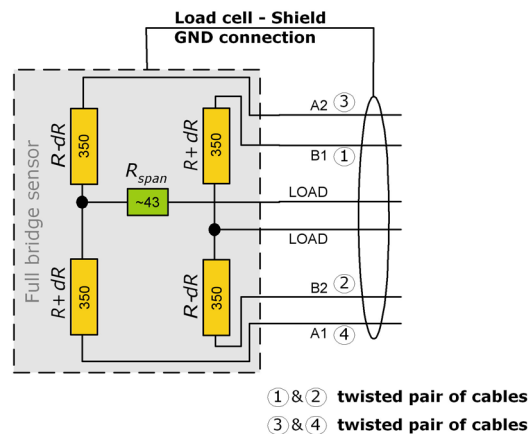 Load cell - Shield
GND connection
Full bridge sensor
R-dR
350
R+dR
350
Rspan
~43
R+dR
350
R-dR
350
A2 3
B1 1
LOAD
LOAD
B2 2
A1 4
1 & 2 twisted pair of cables
3 & 4 twisted pair of cables